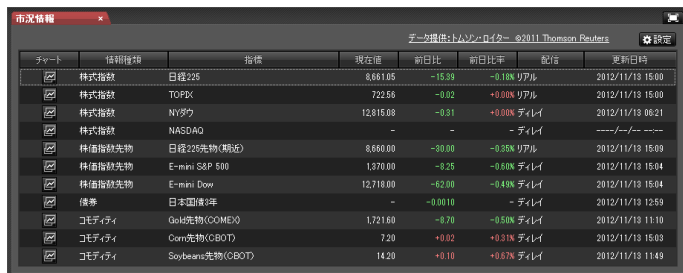 市況情報 ×
データ提供:トムソン・ロイター ©2011 Thomson Reuters 設定
チャート 情報種類 指標 現在値 前日比 前日比率 配信 更新日時
株式指数 日経225 8,661.05 -15.39 -0.18% リアル 2012/11/13 15:00
株式指数 TOPIX 722.56 -0.02 +0.00% リアル 2012/11/13 15:00
株式指数 NYダウ 12,815.08 -0.31 +0.00% ディレイ 2012/11/13 06:21
株式指数 NASDAQ - - - ディレイ ----/--/-- --:--
株価指数先物 日経225先物(期近) 8,660.00 -30.00 -0.35% リアル 2012/11/13 15:09
株価指数先物 E-mini S&P 500 1,370.00 -8.25 -0.60% ディレイ 2012/11/13 15:04
株価指数先物 E-mini Dow 12,718.00 -62.00 -0.49% ディレイ 2012/11/13 15:04
債券 日本国債3年 - -0.0010 - ディレイ 2012/11/13 12:59
コモディティ Gold先物(COMEX) 1,721.60 -8.70 -0.50% ディレイ 2012/11/13 11:10
コモディティ Corn先物(CBOT) 7.20 +0.02 +0.31% ディレイ 2012/11/13 15:03
コモディティ Soybeans先物(CBOT) 14.20 +0.10 +0.67% ディレイ 2012/11/13 11:49